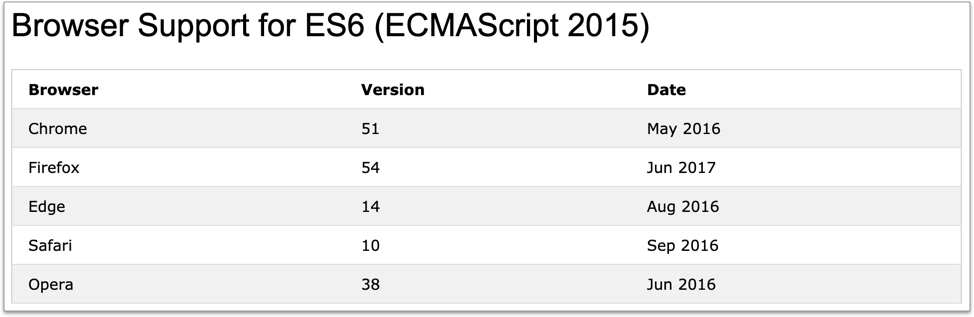 Browser Support for ES6 (ECMAScript 2015)
Browser Version Date
Chrome 51 May 2016
Firefox 54 Jun 2017
Edge 14 Aug 2016
Safari 10 Sep 2016
Opera 38 Jun 2016